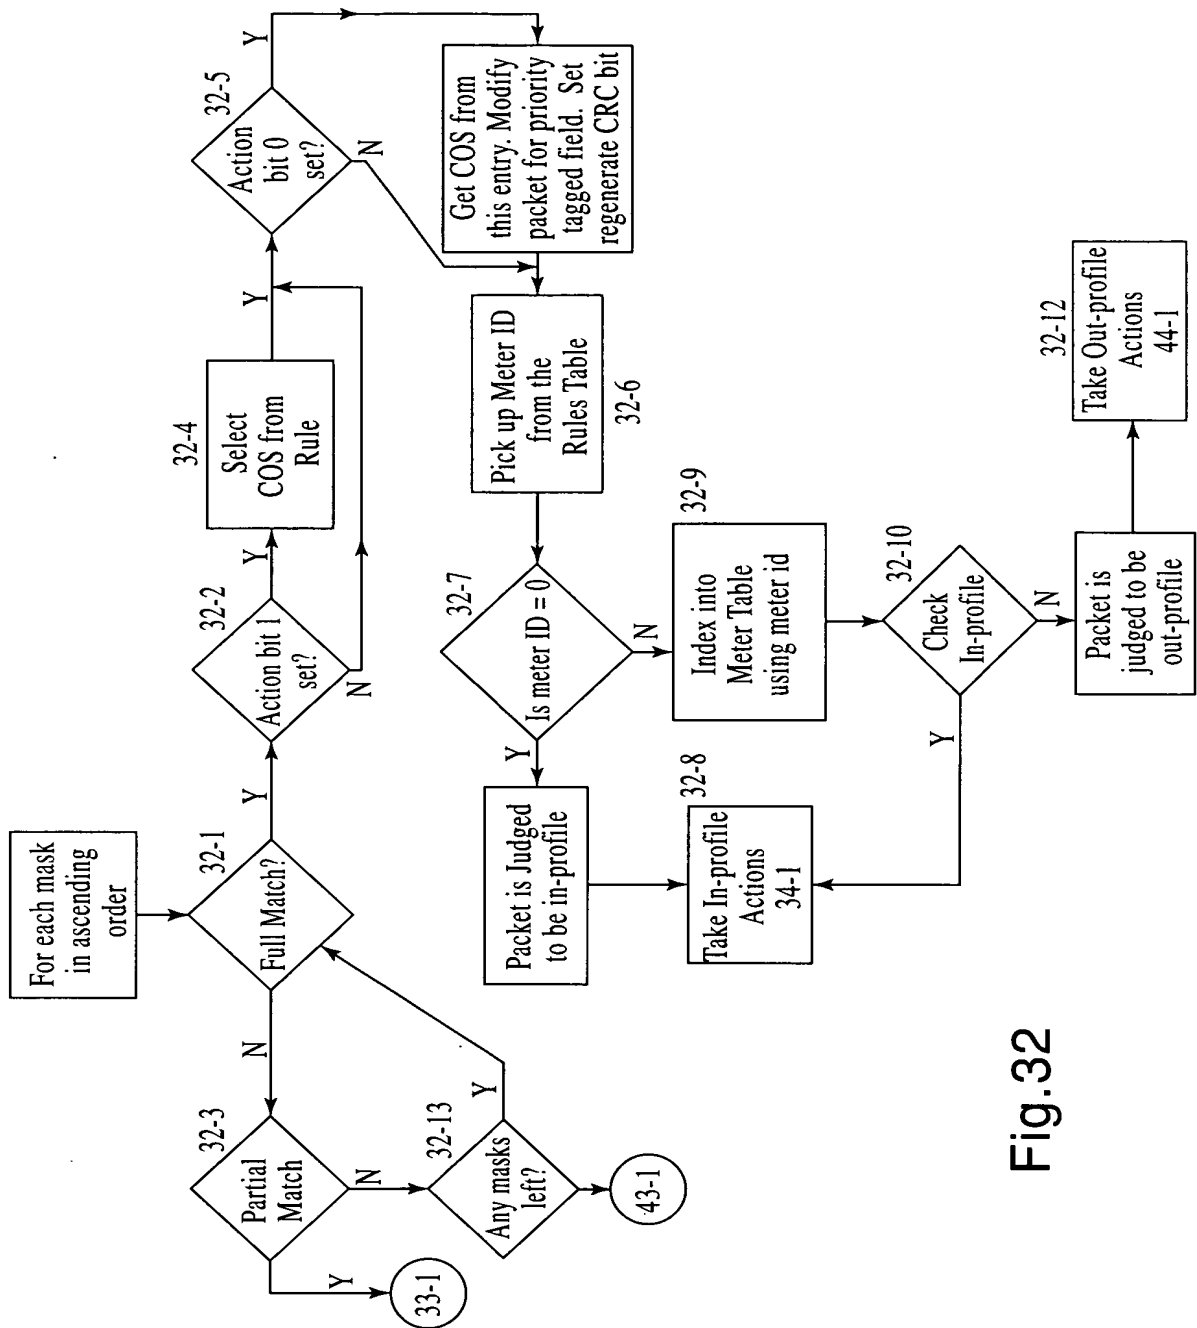 For each mask
in ascending
order
32-1
Full Match?
Y
N
32-2
Action bit 1
set?
Y
N
32-4
Select
COS from
Rule
Y
32-5
Action
bit 0
set?
Y
N
Get COS from
this entry. Modify
packet for priority
tagged field. Set
regenerate CRC bit
Pick up Meter ID
from the
Rules Table
32-6
32-7
Is meter ID = 0
Y
N
Packet is Judged
to be in-profile
32-8
Take In-profile
Actions
34-1
32-9
Index into
Meter Table
using meter id
32-10
Check
In-profile
Y
N
Packet is
judged to be
out-profile
32-12
Take Out-profile
Actions
44-1
32-3
Partial
Match
Y
N
33-1
32-13
Any masks
left?
Y
43-1
Fig.32